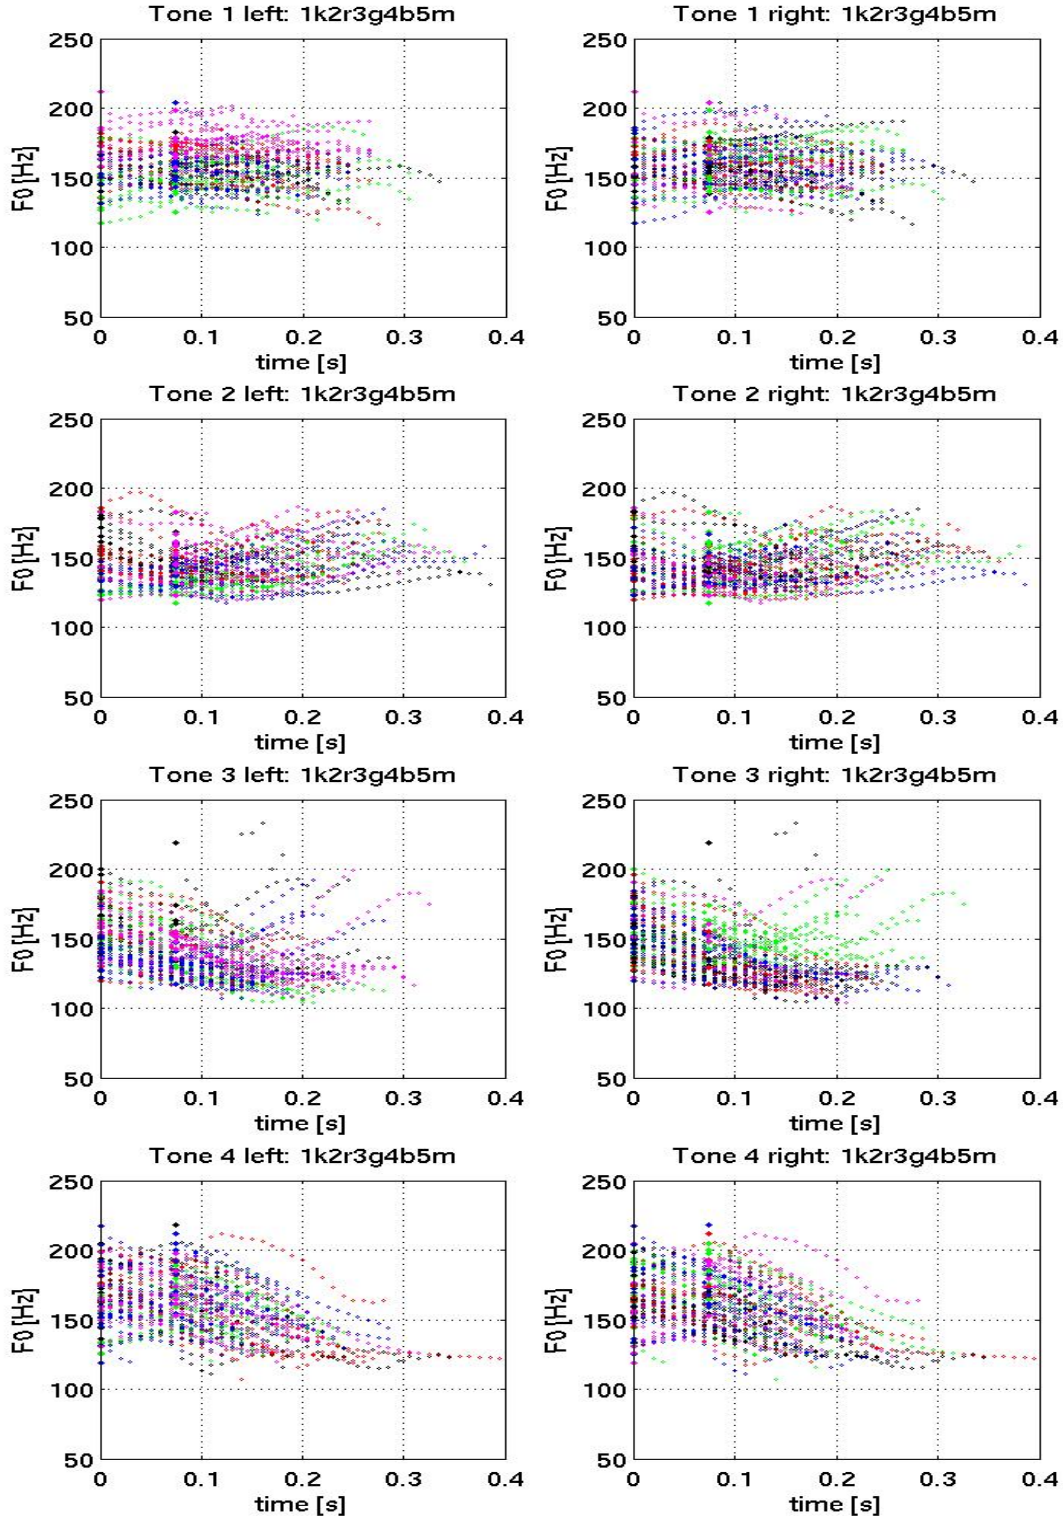 Tone 1 left: 1k2r3g4b5m
250
200
150
100
50
F0 [Hz]
0 0.1 0.2 0.3 0.4
time [s]
Tone 1 right: 1k2r3g4b5m
250
200
150
100
50
F0 [Hz]
0 0.1 0.2 0.3 0.4
time [s]
Tone 2 left: 1k2r3g4b5m
250
200
150
100
50
F0 [Hz]
0 0.1 0.2 0.3 0.4
time [s]
Tone 2 right: 1k2r3g4b5m
250
200
150
100
50
F0 [Hz]
0 0.1 0.2 0.3 0.4
time [s]
Tone 3 left: 1k2r3g4b5m
250
200
150
100
50
F0 [Hz]
0 0.1 0.2 0.3 0.4
time [s]
Tone 3 right: 1k2r3g4b5m
250
200
150
100
50
F0 [Hz]
0 0.1 0.2 0.3 0.4
time [s]
Tone 4 left: 1k2r3g4b5m
250
200
150
100
50
F0 [Hz]
0 0.1 0.2 0.3 0.4
time [s]
Tone 4 right: 1k2r3g4b5m
250
200
150
100
50
F0 [Hz]
0 0.1 0.2 0.3 0.4
time [s]